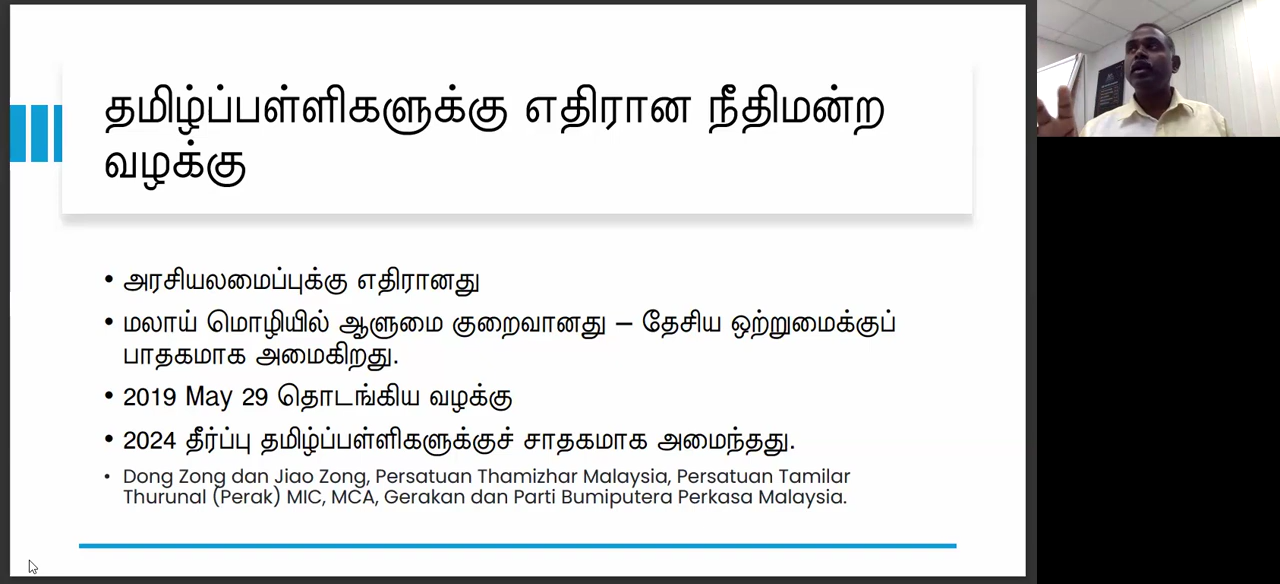 தமிழ்ப்பள்ளிகளுக்கு எதிரான நீதிமன்ற
வழக்கு
• அரசியலமைப்புக்கு எதிரானது
• மலாய் மொழியில் ஆளுமை குறைவானது – தேசிய ஒற்றுமைக்குப்
பாதகமாக அமைகிறது.
• 2019 May 29 தொடங்கிய வழக்கு
• 2024 தீர்ப்பு தமிழ்ப்பள்ளிகளுக்குச் சாதகமாக அமைந்தது.
• Dong Zong dan Jiao Zong, Persatuan Thamizhar Malaysia, Persatuan Tamilar
Thurunal (Perak) MIC, MCA, Gerakan dan Parti Bumiputera Perkasa Malaysia.